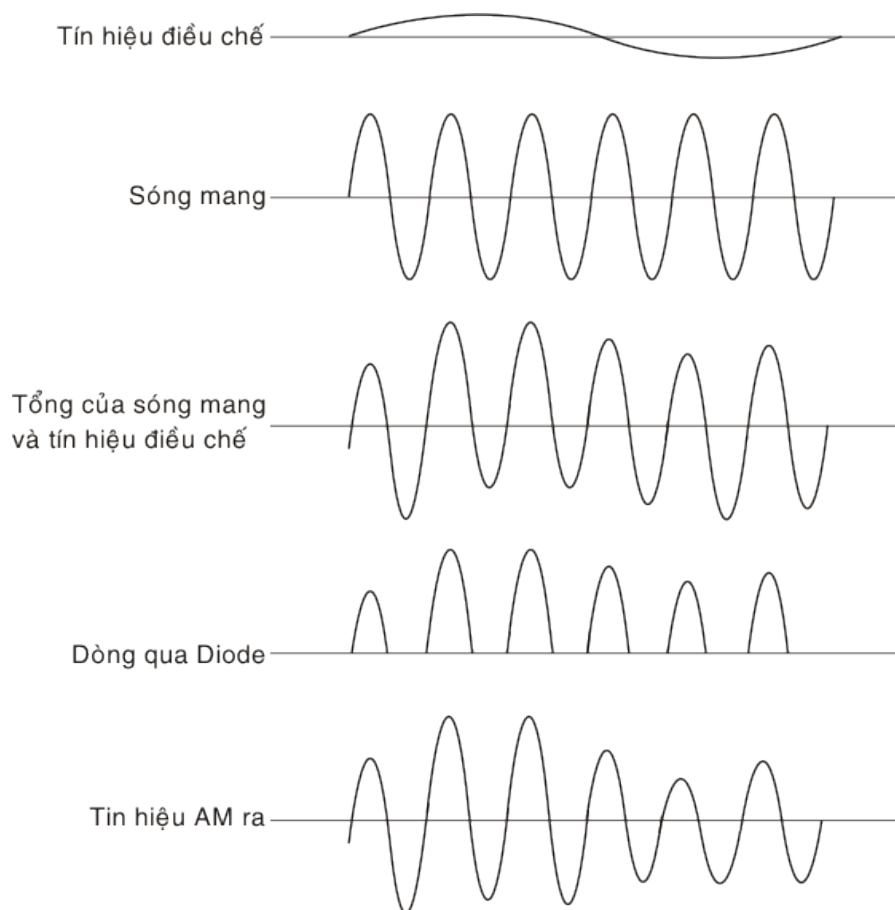 Tín hiệu điều chế
Sóng mang
Tổng của sóng mang
và tín hiệu điều chế
Dòng qua Diode
Tin hiệu AM ra